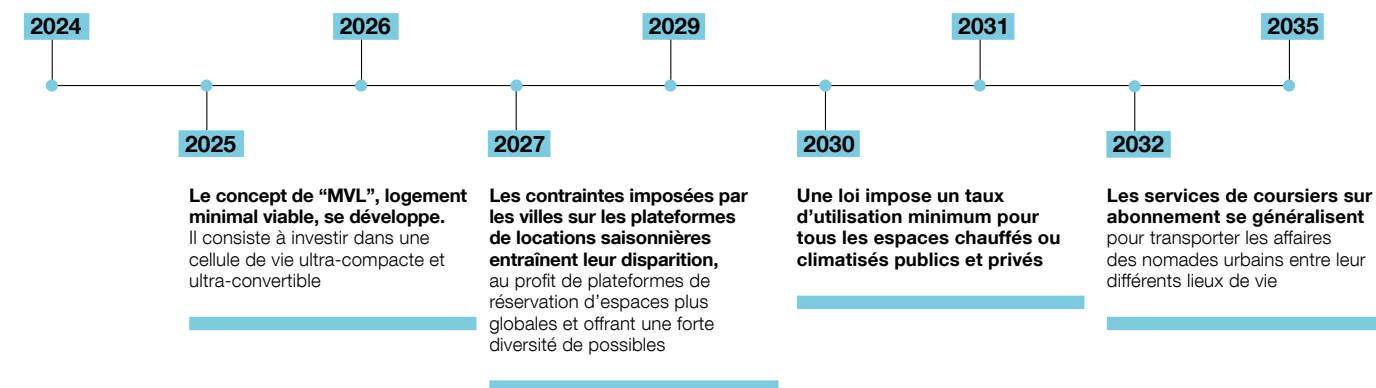 2024
2026
2029
2031
2035
2025
2027
2030
2032
Le concept de “MVL”, logement
minimal viable, se développe.
Il consiste à investir dans une
cellule de vie ultra-compacte et
ultra-convertible
Les contraintes imposées par
les villes sur les plateformes
de locations saisonnières
entraînent leur disparition,
au profit de plateformes de
réservation d’espaces plus
globales et offrant une forte
diversité de possibles
Une loi impose un taux
d’utilisation minimum pour
tous les espaces chauffés ou
climatisés publics et privés
Les services de coursiers sur
abonnement se généralisent
pour transporter les affaires
des nomades urbains entre leur
différents lieux de vie